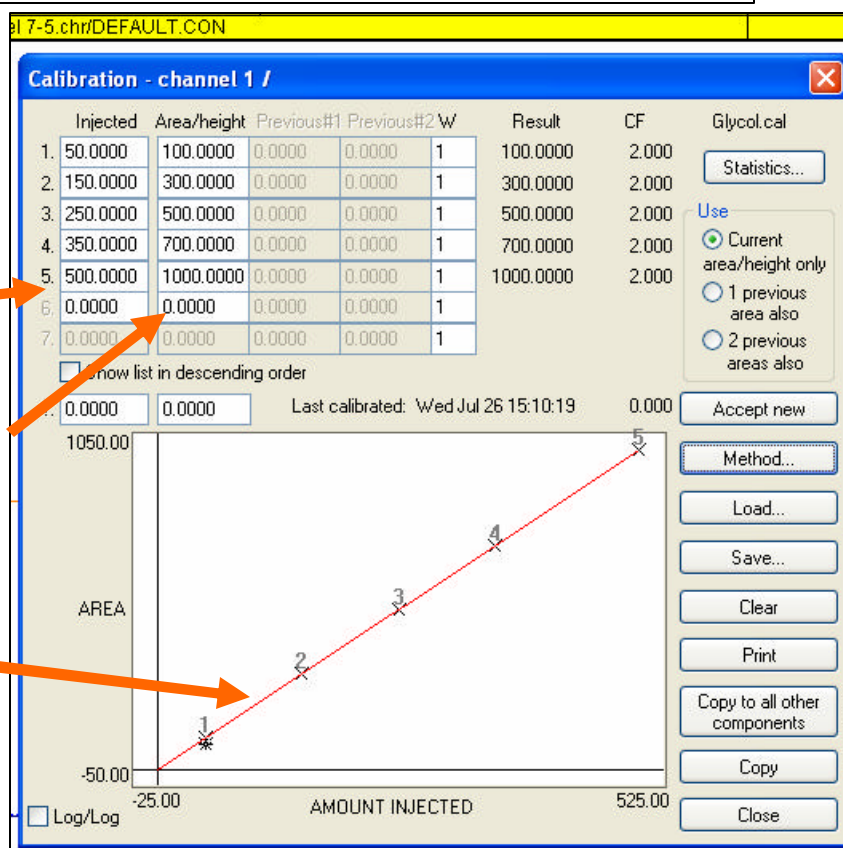 el 7-5.chr/DEFAULT.CON
Calibration - channel 1 /
Injected Area/height Previous#1 Previous#2 W Result CF Glycol.cal
1. 50.0000 100.0000 0.0000 0.0000 1 100.0000 2.000
Statistics...
2. 150.0000 300.0000 0.0000 0.0000 1 300.0000 2.000
3. 250.0000 500.0000 0.0000 0.0000 1 500.0000 2.000
Use
4. 350.0000 700.0000 0.0000 0.0000 1 700.0000 2.000
Current
area/height only
5. 500.0000 1000.0000 0.0000 0.0000 1 1000.0000 2.000
1 previous
area also
6. 0.0000 0.0000 0.0000 0.0000 1
7. 0.0000 0.0000 0.0000 0.0000 1
2 previous
areas also
Show list in descending order
0.0000 0.0000 Last calibrated: Wed Jul 26 15:10:19 0.000 Accept new
1050.00
5
Method...
Load...
4
Save...
AREA
3
Clear
2
Print
1
Copy to all other
components
-50.00
Copy
-25.00 AMOUNT INJECTED 525.00
Log/Log
Close